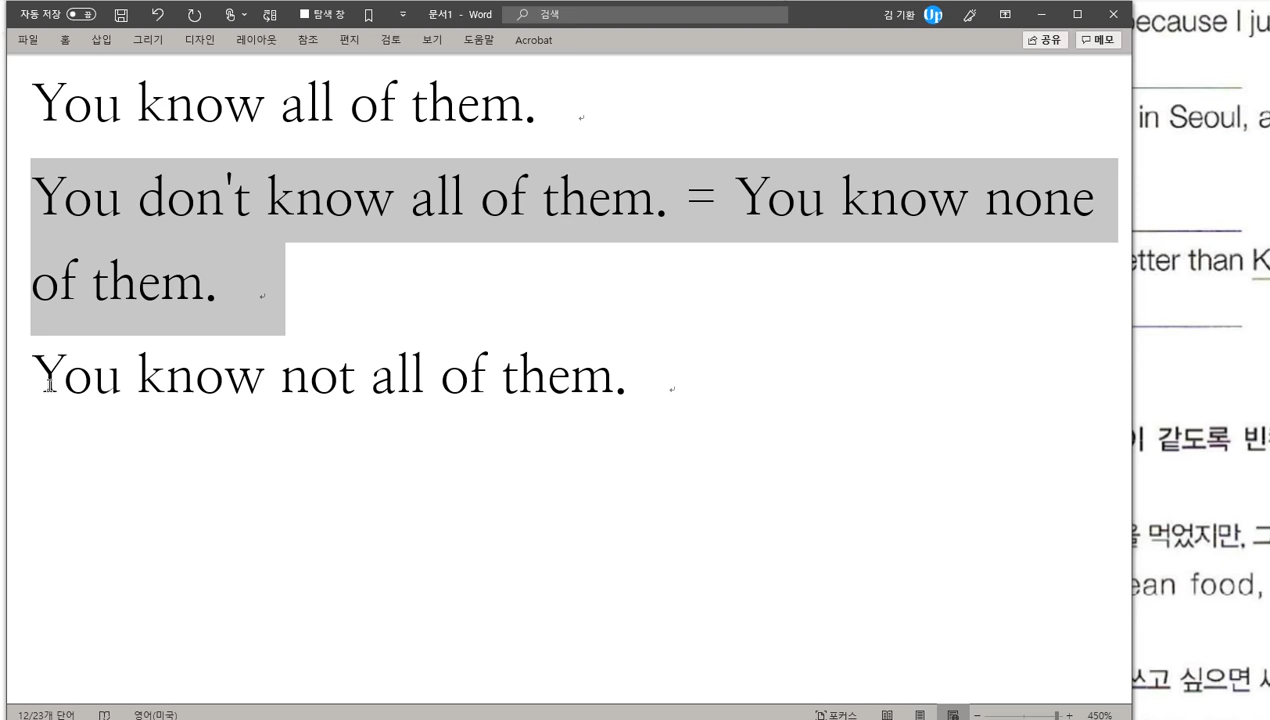 자동 저장 끔 탐색 창 문서1 - Word 검색 김 기환 Up
파일 홈 삽입 그리기 디자인 레이아웃 참조 편지 검토 보기 도움말 Acrobat 공유 메모
ecause I ju
You know all of them.
in Seoul, a
You don't know all of them. = You know none
of them.
etter than K
You know not all of them.
같도록 빈
먹었지만, 그
ean food,
쓰고 싶으면 시
12/23개 단어 영어(미국) 포커스 450%